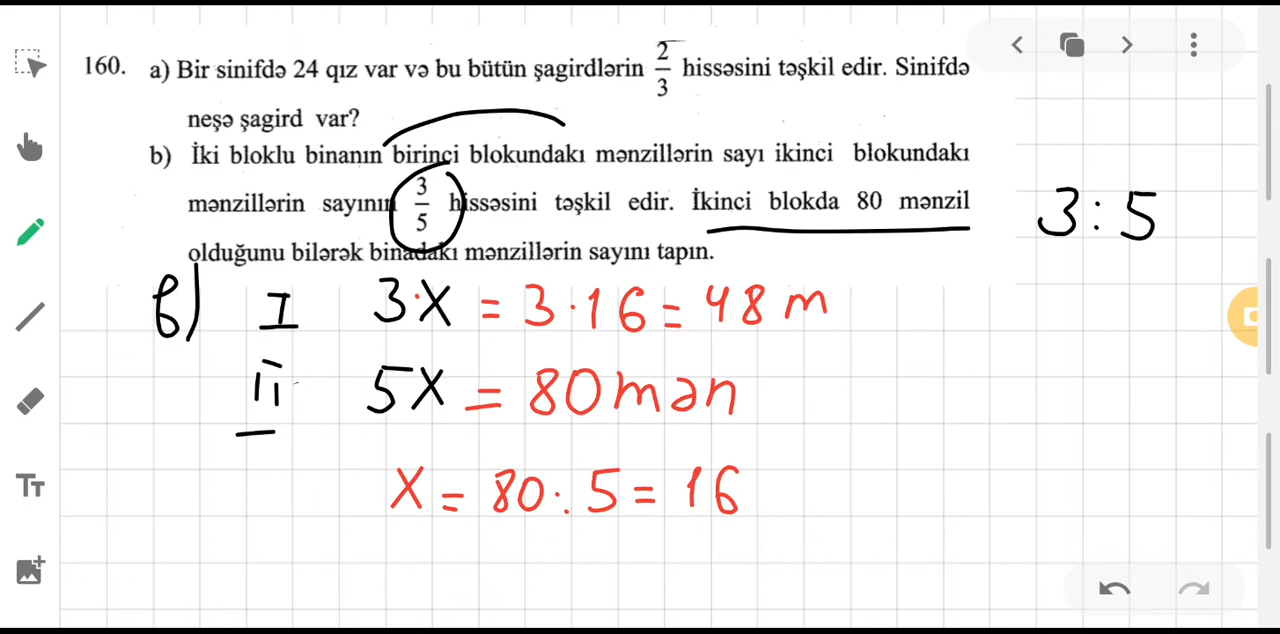 160. a) Bir sinifdə 24 qız var və bu bütün şagirdlərin 2/3 hissəsini təşkil edir. Sinifdə
neşə şagird var?
b) İki bloklu binanın birinci blokundakı mənzillərin sayı ikinci blokundakı
mənzillərin sayının 3/5 hissəsini təşkil edir. İkinci blokda 80 mənzil
olduğunu bilərək binadakı mənzillərin sayını tapın.
3:5
b) I 3·X = 3·16 = 48 m
II 5X = 80 mən
X = 80:5 = 16
TT